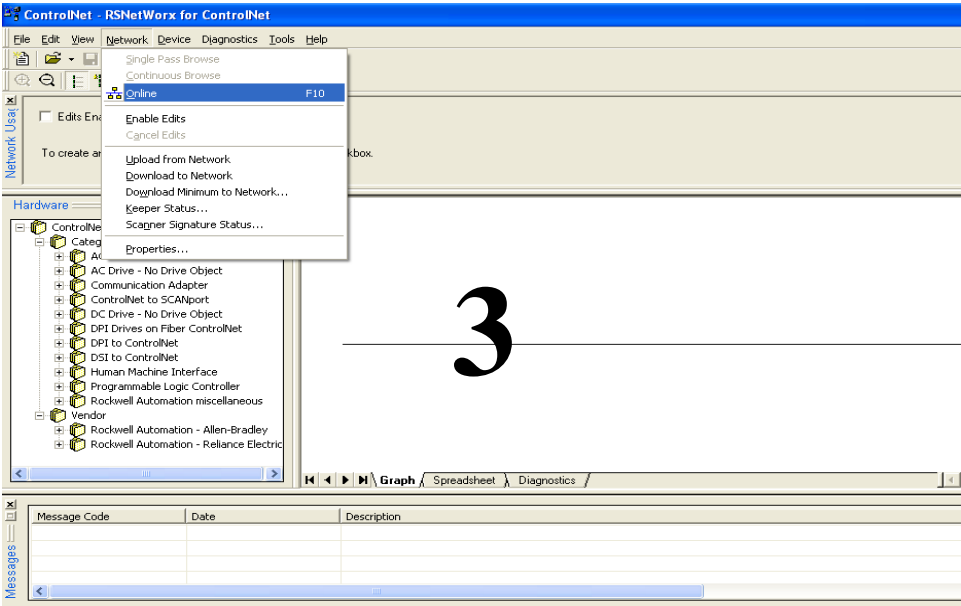 ControlNet - RSNetWorx for ControlNet
File Edit View Network Device Diagnostics Tools Help
Single Pass Browse
Continuous Browse
Online F10
Enable Edits
Cancel Edits
Upload from Network
Download to Network
Download Minimum to Network...
Keeper Status...
Scanner Signature Status...
Properties...
Network Usag
Edits Ena
To create an
kbox.
Hardware
ControlNe
Categ
AC
AC Drive - No Drive Object
Communication Adapter
ControlNet to SCANport
DC Drive - No Drive Object
DPI Drives on Fiber ControlNet
DPI to ControlNet
DSI to ControlNet
Human Machine Interface
Programmable Logic Controller
Rockwell Automation miscellaneous
Vendor
Rockwell Automation - Allen-Bradley
Rockwell Automation - Reliance Electric
3
Graph Spreadsheet Diagnostics
Messages
Message Code Date Description